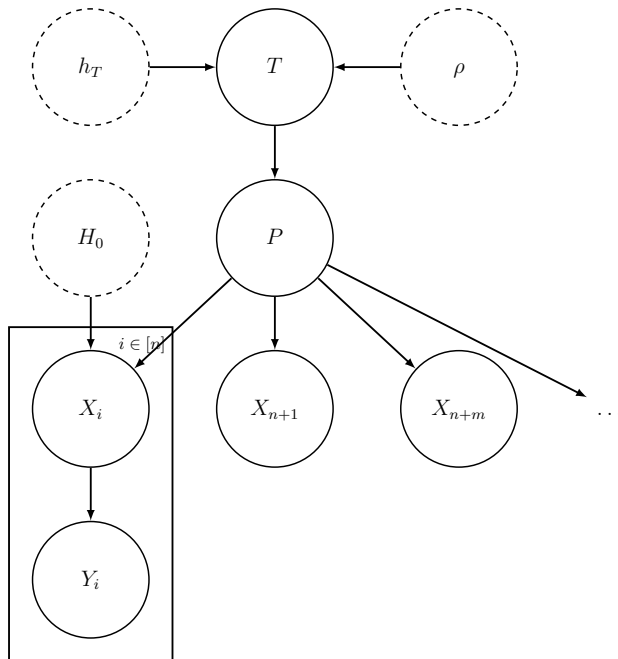 h_T T ρ
H_0 P
i ∈ [n]
X_i X_{n+1} X_{n+m} . .
Y_i